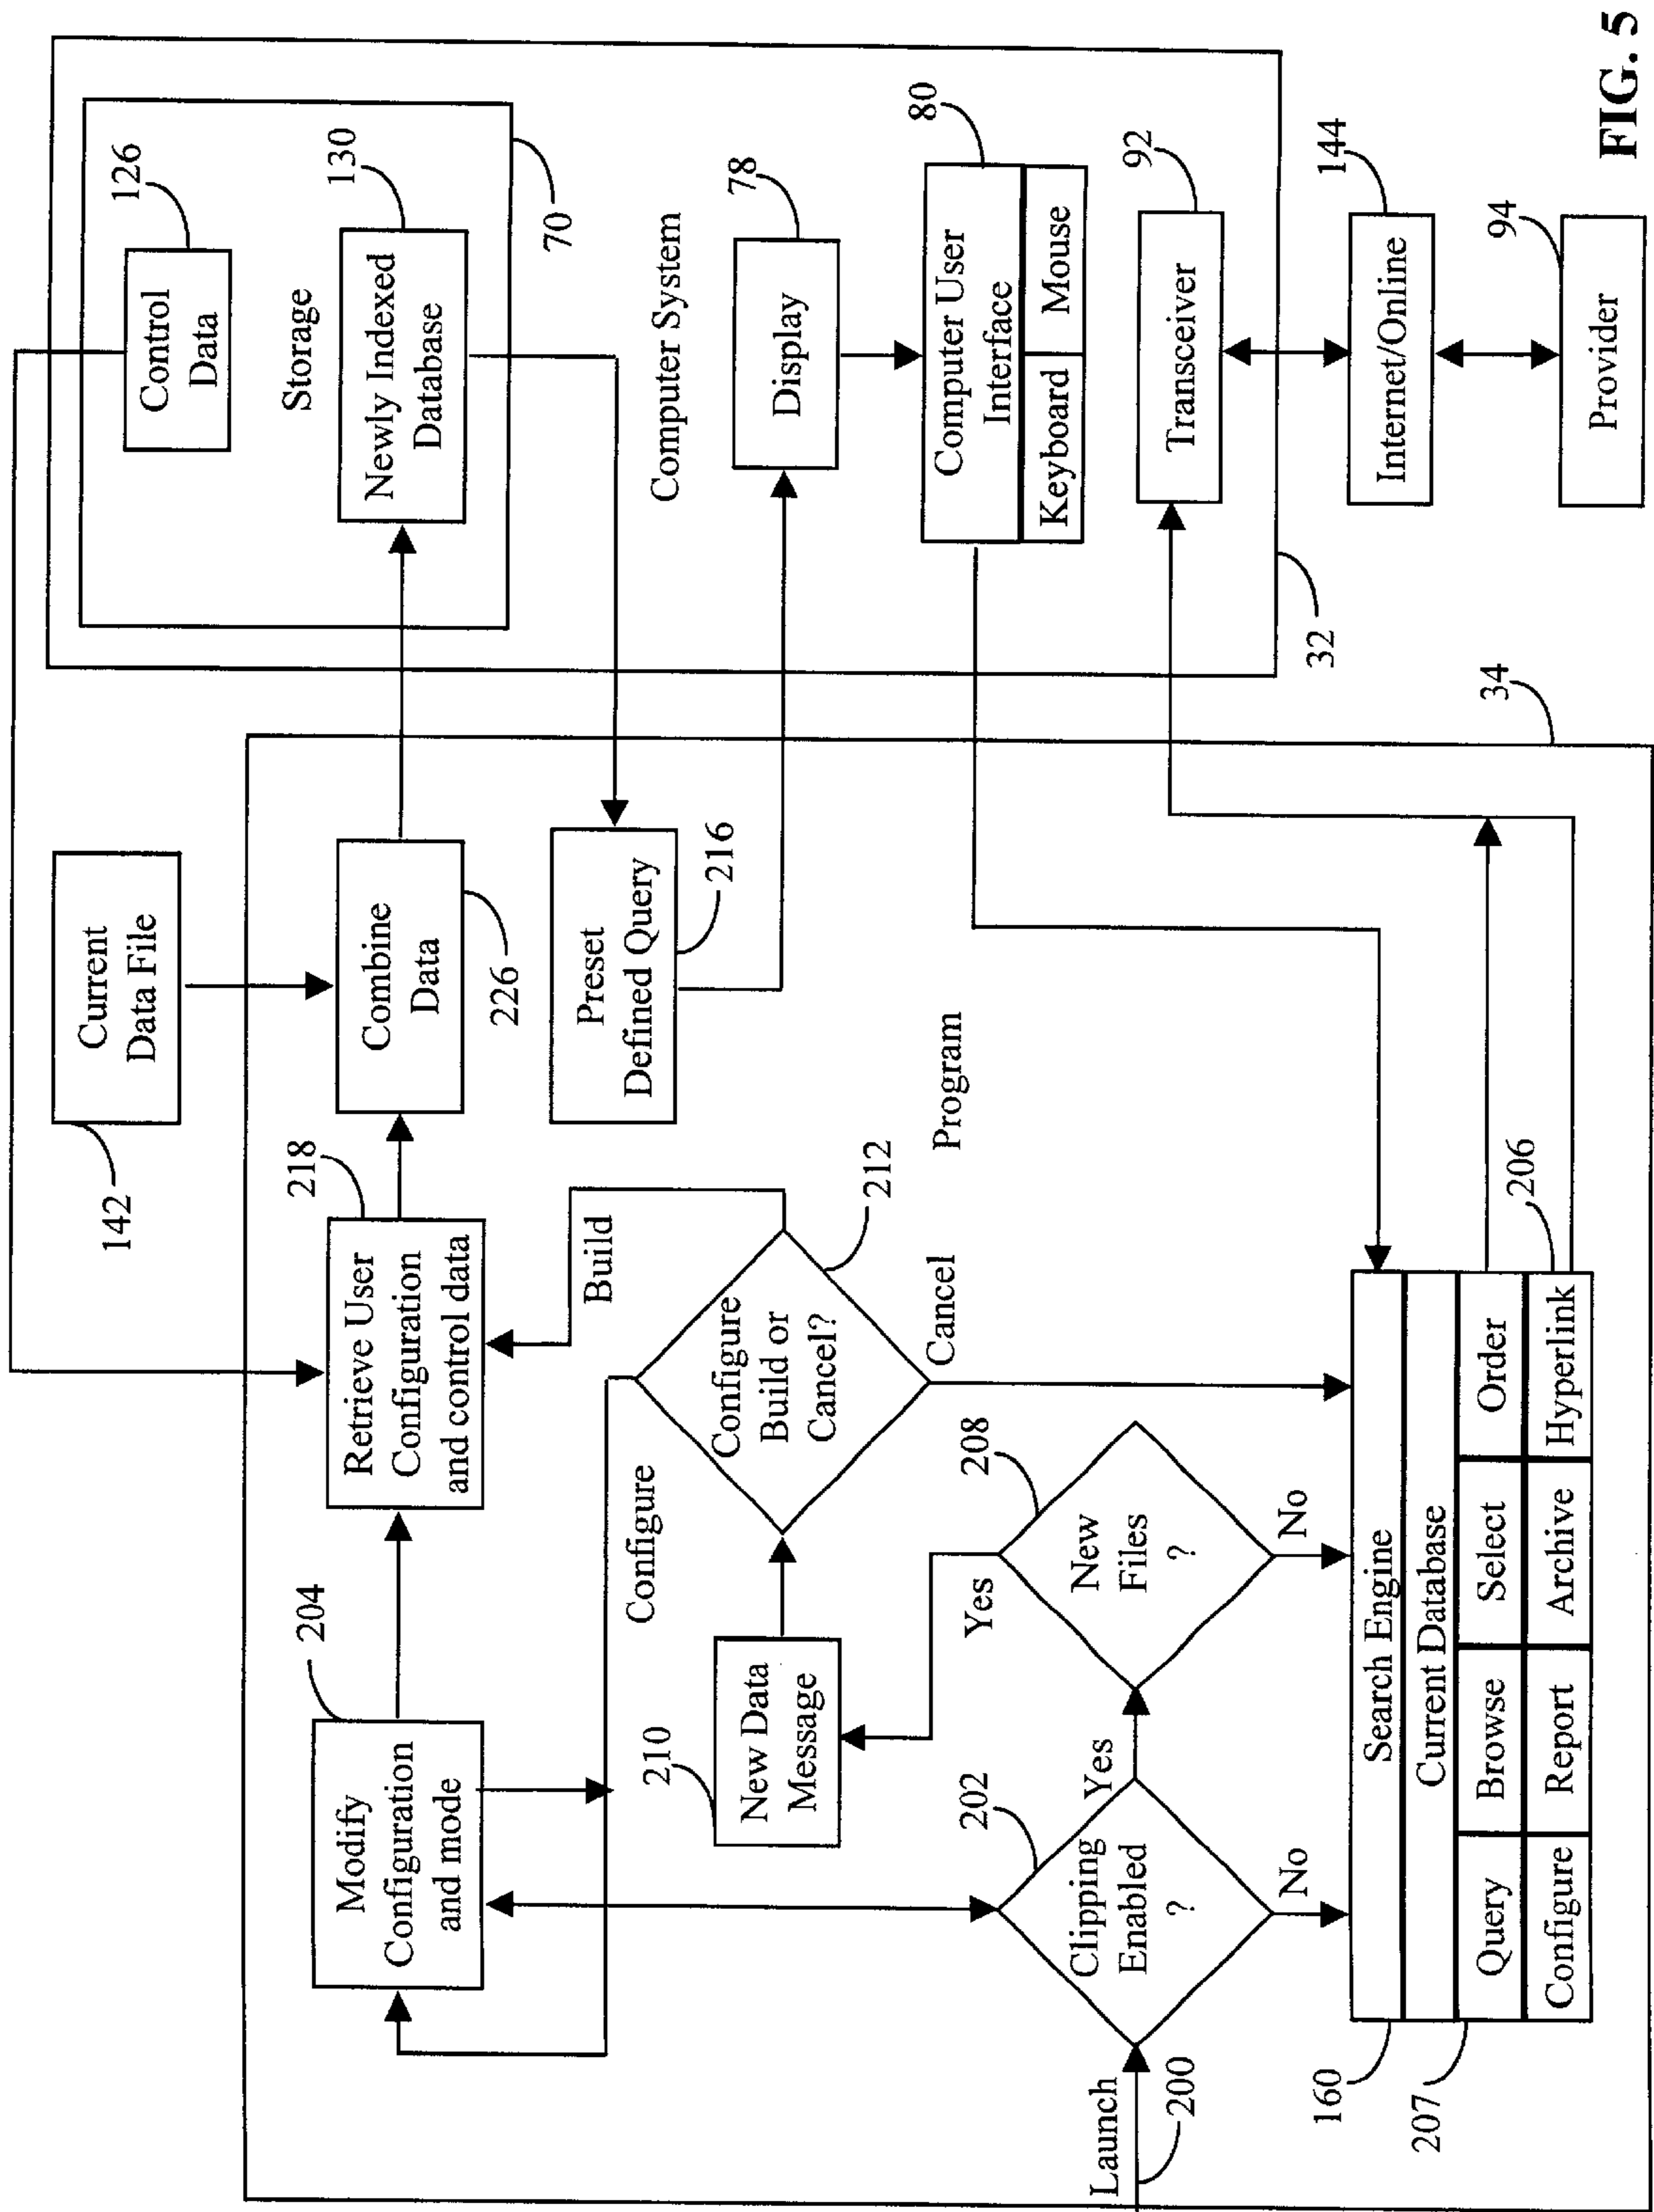 142
Current
Data File
126
Control
Data
Storage
130
Newly Indexed
Database
70
204
Modify
Configuration
and mode
218
Retrieve User
Configuration
and control data
Combine
Data
226
Configure
Build
Preset
Defined Query
216
Computer System
210
New Data
Message
Configure
Build or
Cancel?
212
Cancel
Program
78
Display
80
Computer User
Interface
Keyboard
Mouse
Launch
200
202
Clipping
Enabled
?
Yes
No
Yes
208
New
Files
?
No
92
Transceiver
32
34
144
Internet/Online
94
Provider
160
207
Search Engine
Current Database
Query
Browse
Select
Order
Configure
Report
Archive
Hyperlink
206
FIG. 5